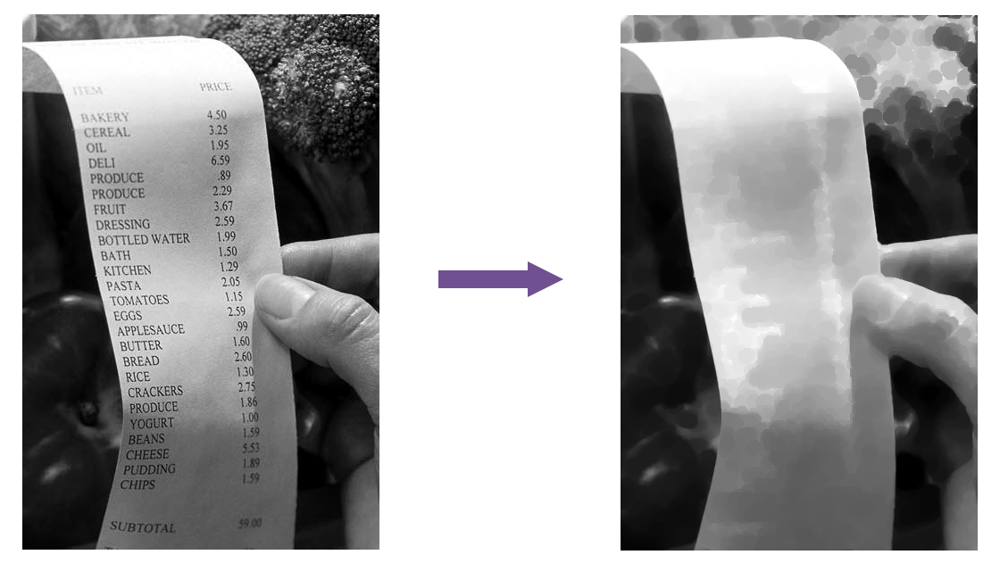 ITEM PRICE
BAKERY 4.50
CEREAL 3.25
OIL 1.95
DELI 6.59
PRODUCE .89
PRODUCE 2.29
FRUIT 3.67
DRESSING 2.59
BOTTLED WATER 1.99
BATH 1.50
KITCHEN 1.29
PASTA 2.05
TOMATOES 1.15
EGGS 2.59
APPLESAUCE .99
BUTTER 1.60
BREAD 2.60
RICE 1.30
CRACKERS 2.75
PRODUCE 1.86
YOGURT 1.00
BEANS 1.59
CHEESE 5.53
PUDDING 1.89
CHIPS 1.59
SUBTOTAL 59.00